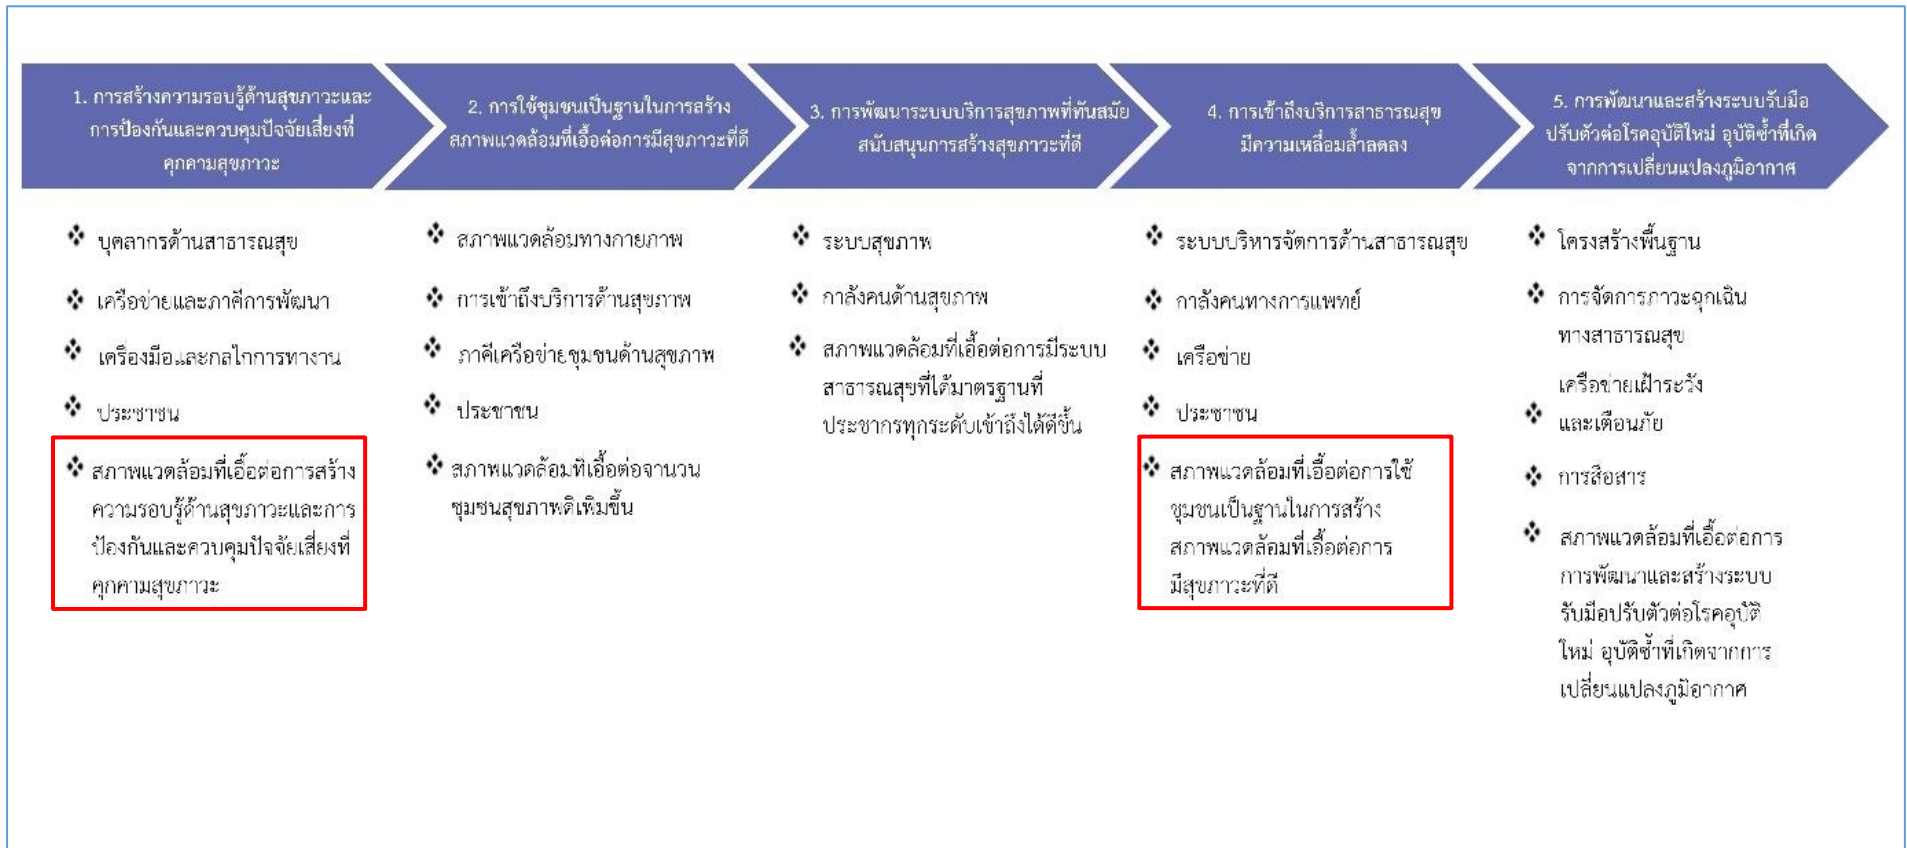 1. การสร้างความรอบรู้ด้านสุขภาวะและ
การป้องกันและควบคุมปัจจัยเสี่ยงที่
คุกคามสุขภาวะ
2. การใช้ชุมชนเป็นฐานในการสร้าง
สภาพแวดล้อมที่เอื้อต่อการมีสุขภาวะที่ดี
3. การพัฒนาระบบบริการสุขภาพที่ทันสมัย
สนับสนุนการสร้างสุขภาวะที่ดี
4. การเข้าถึงบริการสาธารณสุข
มีความเหลื่อมล้ำลดลง
5. การพัฒนาและสร้างระบบรับมือ
ปรับตัวต่อโรคอุบัติใหม่ อุบัติซ้ำที่เกิด
จากการเปลี่ยนแปลงภูมิอากาศ
❖ บุคลากรด้านสาธารณสุข
❖ เครือข่ายและภาคีการพัฒนา
❖ เครื่องมือและกลไกการทางาน
❖ ประชาชน
❖ สภาพแวดล้อมที่เอื้อต่อการสร้าง
ความรอบรู้ด้านสุขภาวะและการ
ป้องกันและควบคุมปัจจัยเสี่ยงที่
คุกคามสุขภาวะ
❖ สภาพแวดล้อมทางกายภาพ
❖ การเข้าถึงบริการด้านสุขภาพ
❖ ภาคีเครือข่ายชุมชนด้านสุขภาพ
❖ ประชาชน
❖ สภาพแวดล้อมที่เอื้อต่อจานวน
ชุมชนสุขภาพดีเพิ่มขึ้น
❖ ระบบสุขภาพ
❖ กาลังคนด้านสุขภาพ
❖ สภาพแวดล้อมที่เอื้อต่อการมีระบบ
สาธารณสุขที่ได้มาตรฐานที่
ประชากรทุกระดับเข้าถึงได้ดีขึ้น
❖ ระบบบริหารจัดการด้านสาธารณสุข
❖ กาลังคนทางการแพทย์
❖ เครือข่าย
❖ ประชาชน
❖ สภาพแวดล้อมที่เอื้อต่อการใช้
ชุมชนเป็นฐานในการสร้าง
สภาพแวดล้อมที่เอื้อต่อการ
มีสุขภาวะที่ดี
❖ โครงสร้างพื้นฐาน
❖ การจัดการภาวะฉุกเฉิน
ทางสาธารณสุข
เครือข่ายเฝ้าระวัง
❖ และเตือนภัย
❖ การสื่อสาร
❖ สภาพแวดล้อมที่เอื้อต่อการ
การพัฒนาและสร้างระบบ
รับมือปรับตัวต่อโรคอุบัติ
ใหม่ อุบัติซ้ำที่เกิดจากการ
เปลี่ยนแปลงภูมิอากาศ